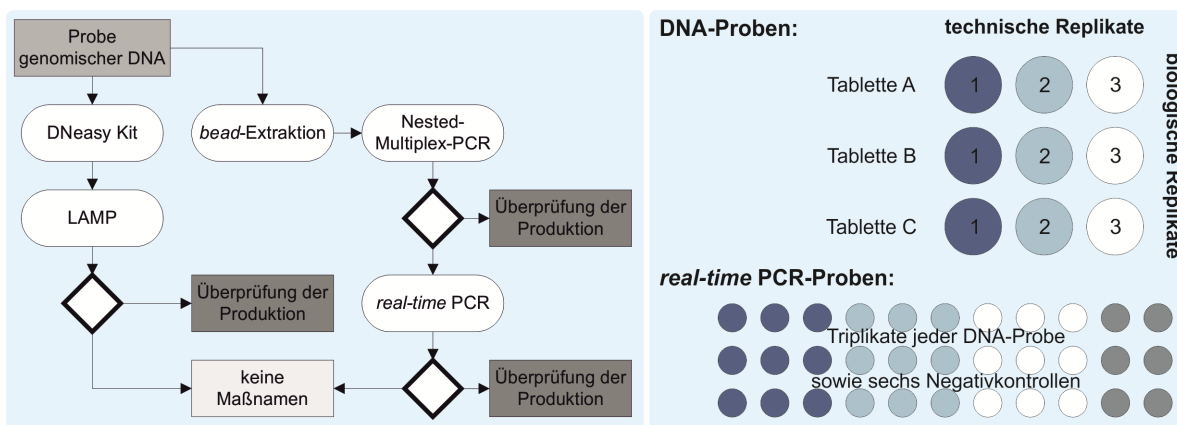 Probe
genomischer DNA
DNeasy Kit
bead-Extraktion
Nested-
Multiplex-PCR
LAMP
Überprüfung der
Produktion
Überprüfung der
Produktion
real-time PCR
keine
Maßnamen
Überprüfung der
Produktion
DNA-Proben:
technische Replikate
Tablette A
1
2
3
Tablette B
1
2
3
Tablette C
1
2
3
biologische Replikate
real-time PCR-Proben:
Triplikate jeder DNA-Probe
sowie sechs Negativkontrollen